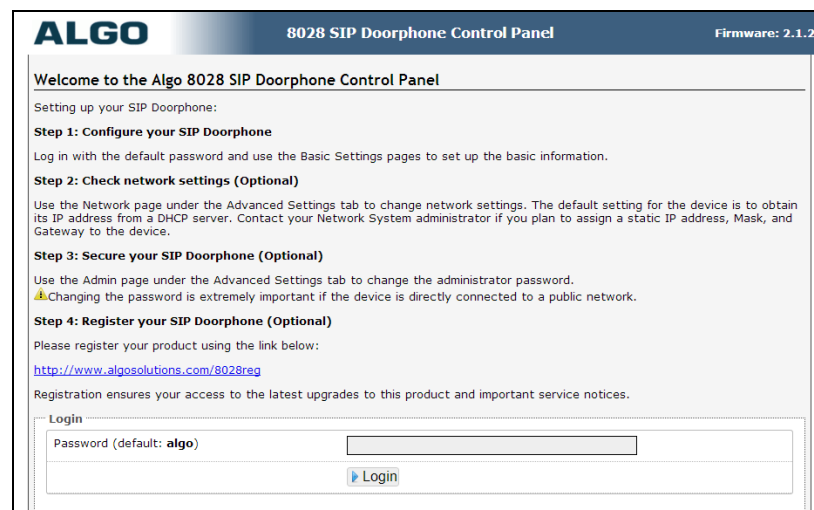 ALGO 8028 SIP Doorphone Control Panel Firmware: 2.1.2
Welcome to the Algo 8028 SIP Doorphone Control Panel
Setting up your SIP Doorphone:
Step 1: Configure your SIP Doorphone
Log in with the default password and use the Basic Settings pages to set up the basic information.
Step 2: Check network settings (Optional)
Use the Network page under the Advanced Settings tab to change network settings. The default setting for the device is to obtain
its IP address from a DHCP server. Contact your Network System administrator if you plan to assign a static IP address, Mask, and
Gateway to the device.
Step 3: Secure your SIP Doorphone (Optional)
Use the Admin page under the Advanced Settings tab to change the administrator password.
Changing the password is extremely important if the device is directly connected to a public network.
Step 4: Register your SIP Doorphone (Optional)
Please register your product using the link below:
http://www.algosolutions.com/8028reg
Registration ensures your access to the latest upgrades to this product and important service notices.
Login
Password (default: algo)
Login